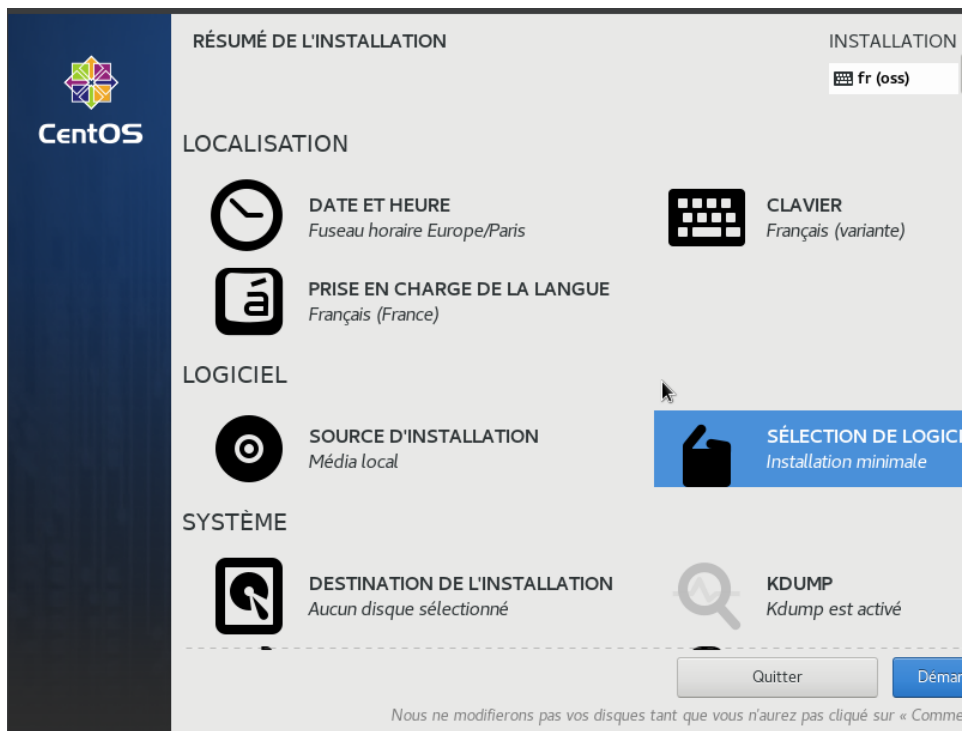 RÉSUMÉ DE L'INSTALLATION
INSTALLATION
fr (oss)
CentOS
LOCALISATION
DATE ET HEURE
Fuseau horaire Europe/Paris
CLAVIER
Français (variante)
PRISE EN CHARGE DE LA LANGUE
Français (France)
LOGICIEL
SOURCE D'INSTALLATION
Média local
SÉLECTION DE LOGICI
Installation minimale
SYSTÈME
DESTINATION DE L'INSTALLATION
Aucun disque sélectionné
KDUMP
Kdump est activé
Quitter
Démar
Nous ne modifierons pas vos disques tant que vous n'aurez pas cliqué sur « Comme